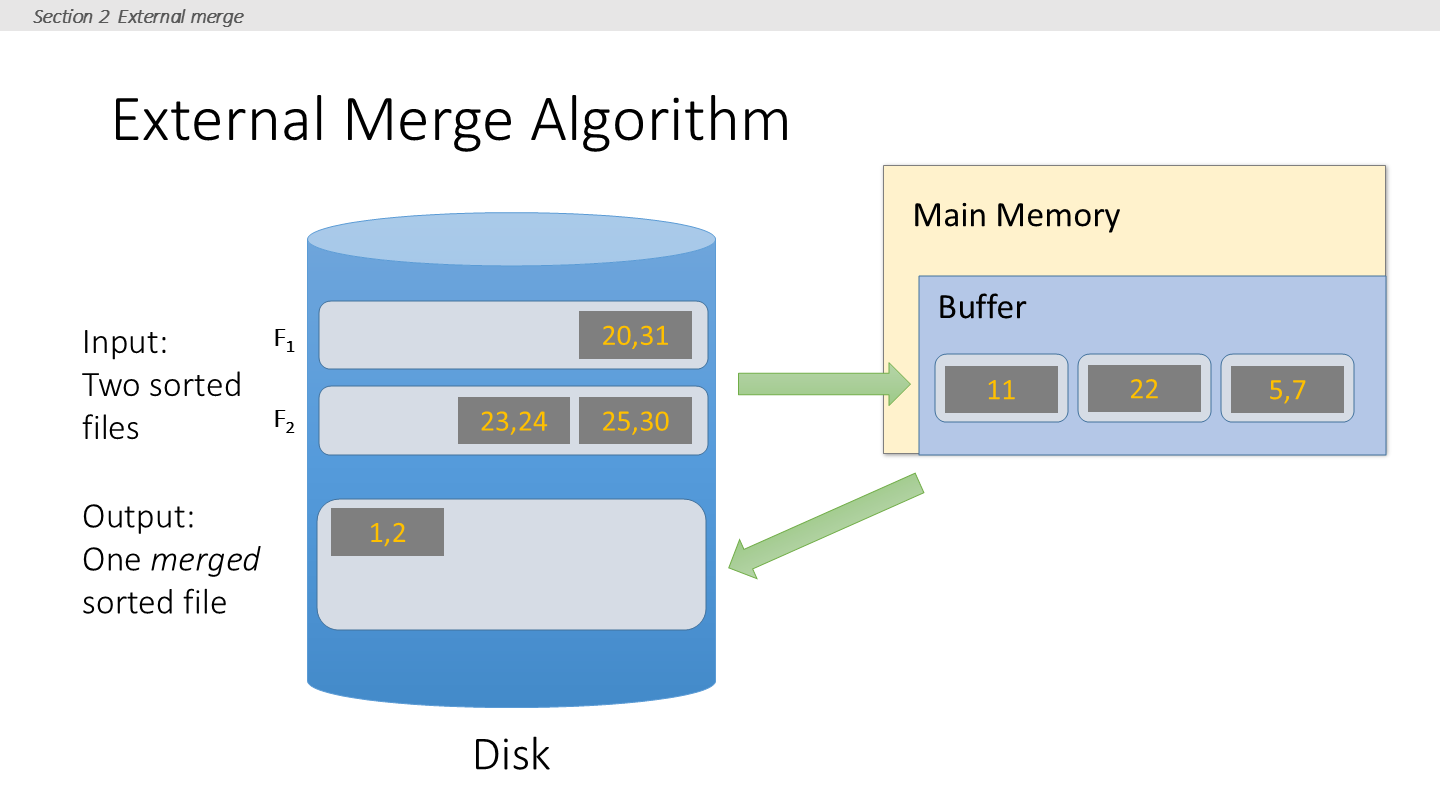 Section 2 External merge
External Merge Algorithm
Main Memory
Buffer
11
22
5,7
Input:
Two sorted
files
F1
20,31
F2
23,24
25,30
Output:
One merged
sorted file
1,2
Disk